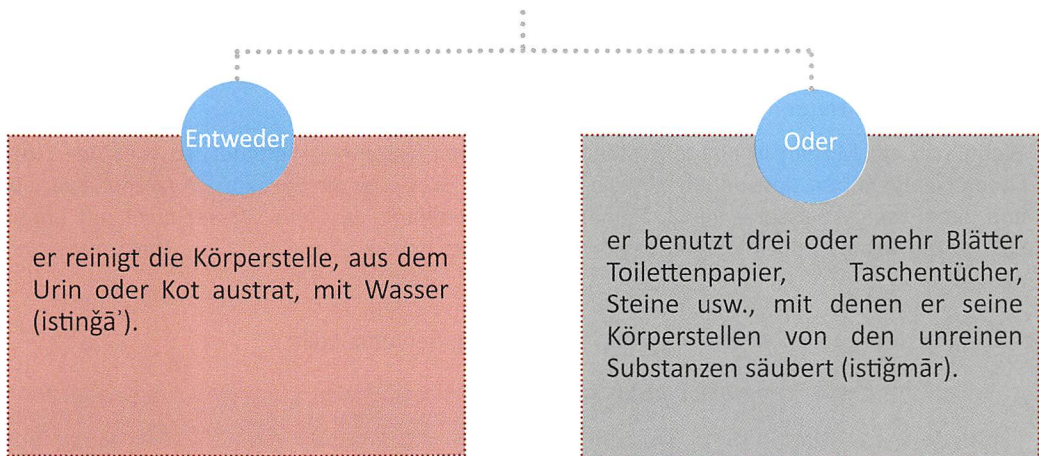 Entweder
er reinigt die Körperstelle, aus dem
Urin oder Kot austrat, mit Wasser
(istinǧāʾ).
Oder
er benutzt drei oder mehr Blätter
Toilettenpapier, Taschentücher,
Steine usw., mit denen er seine
Körperstellen von den unreinen
Substanzen säubert (istiǧmār).